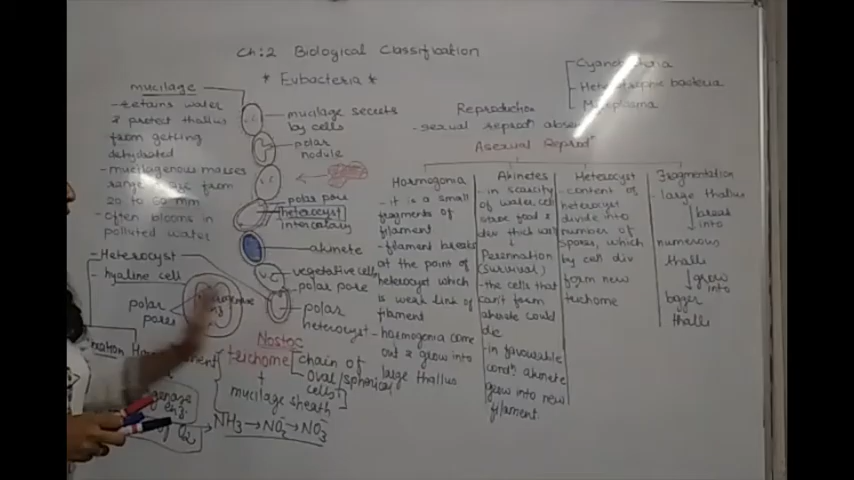 Ch:2 Biological Classification
* Eubacteria *
Heterotrophic bacteria
mucilage
- retains water
& protect thallus
from getting
dehydrated
- mucilagenous masses
range from
20 to 60 mm
- Often blooms in
polluted water
- Heterocyst
- hyaline cell
polar
pores
mucilage secrets
by cells
polar
nodule
polar pore
heterocyst
intercalary
akinete
vegetative cells
polar pore
polar
heterocyst
Nostoc
trichome
+
mucilage sheath
chain of
Oval/spherical
cells
enz.
of O2
NH3 → NO2- → NO3-
Reproduction
- sexual reprodn
Asexual Reprodn
Hormogonia
- it is a small
fragments of
filament
- filament breaks
at the point of
heterocyst which
is weak link of
filament
- hormogonia come
out & grow into
large thallus
Akinetes
- in scarcity
of water, cell
store food &
div thick wall
↓
Perennation
(Survival)
- the cells that
can't form
akinete could
die
- in favourable
condn akinete
grow into new
filament.
Heterocyst
- content of
heterocyst
divide into
number of
spores, which
by cell div
form new
trichome
Fragmentation
- large thallus
↓ breaks
into
numerous
thalli
↓ grow
into
bigger
thalli